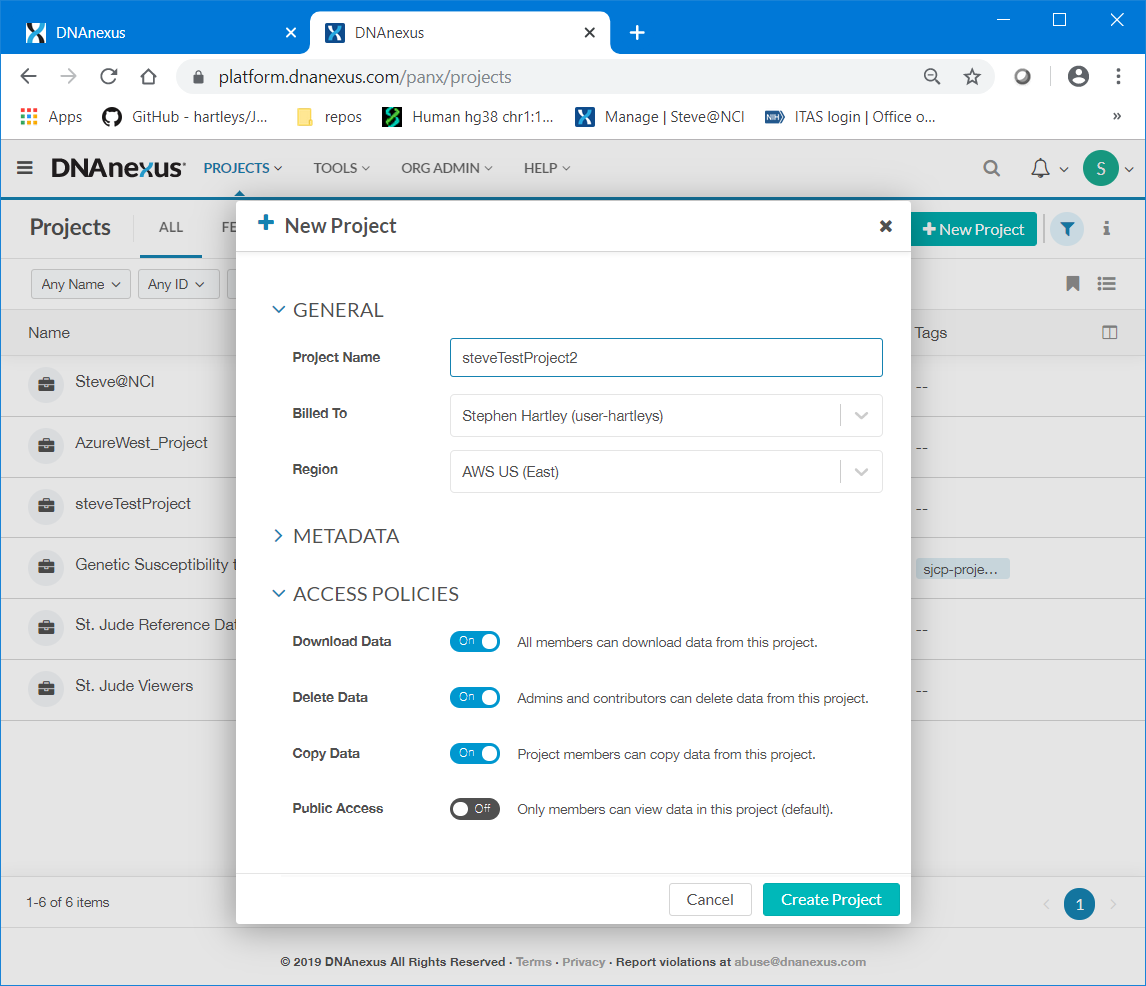 DNAnexus
DNAnexus
platform.dnanexus.com/panx/projects
Apps GitHub - hartleys/J... repos Human hg38 chr1:1... Manage | Steve@NCI NIH ITAS login | Office o... »
DNAnexus PROJECTS TOOLS ORG ADMIN HELP S
Projects ALL FE + New Project i
New Project
Any Name Any ID
Name Tags
Steve@NCI --
AzureWest_Project --
steveTestProject --
Genetic Susceptibility t sjcp-proje...
St. Jude Reference Dat --
St. Jude Viewers --
GENERAL
Project Name steveTestProject2
Billed To Stephen Hartley (user-hartleys)
Region AWS US (East)
METADATA
ACCESS POLICIES
Download Data On All members can download data from this project.
Delete Data On Admins and contributors can delete data from this project.
Copy Data On Project members can copy data from this project.
Public Access Off Only members can view data in this project (default).
Cancel Create Project
1-6 of 6 items 1
© 2019 DNAnexus All Rights Reserved · Terms · Privacy · Report violations at abuse@dnanexus.com